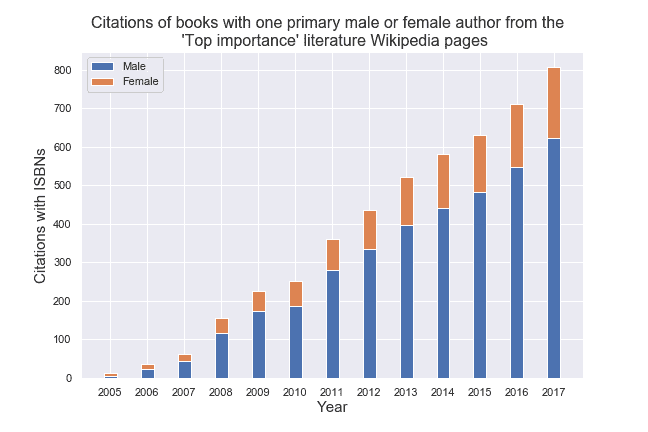 Citations of books with one primary male or female author from the
'Top importance' literature Wikipedia pages
Male
Female
Citations with ISBNs
800
700
600
500
400
300
200
100
0
2005 2006 2007 2008 2009 2010 2011 2012 2013 2014 2015 2016 2017
Year